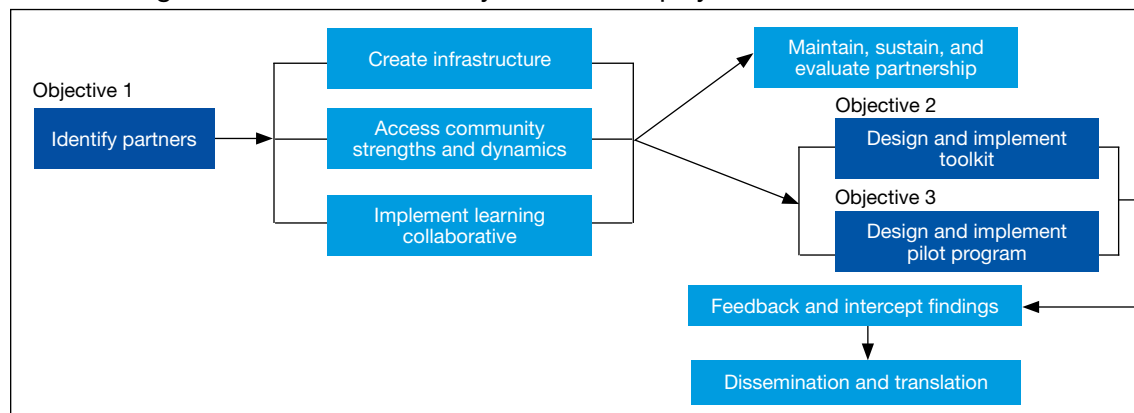 Objective 1
Identify partners
Create infrastructure
Access community
strengths and dynamics
Implement learning
collaborative
Maintain, sustain, and
evaluate partnership
Objective 2
Design and implement
toolkit
Objective 3
Design and implement
pilot program
Feedback and intercept findings
Dissemination and translation